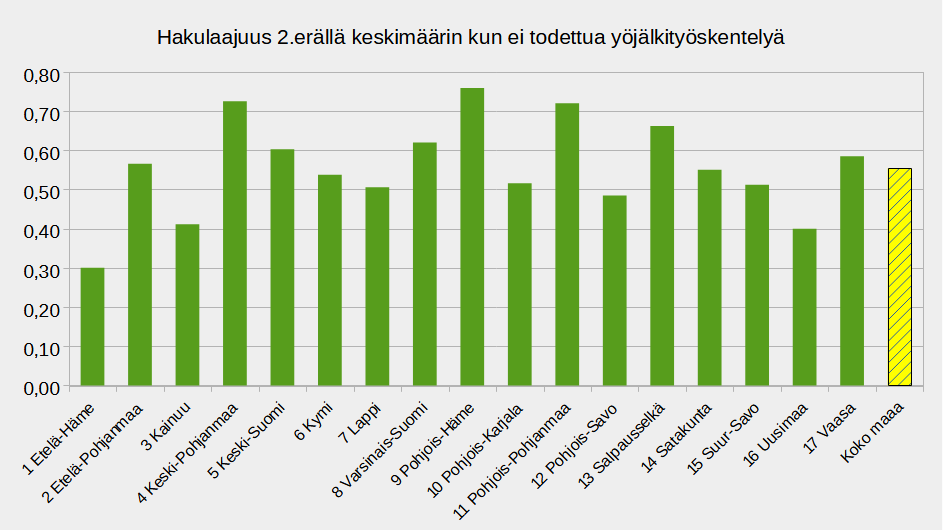 Hakulaajuus 2.erällä keskimäärin kun ei todettua yöjälkityöskentelyä
0,80
0,70
0,60
0,50
0,40
0,30
0,20
0,10
0,00
1 Etelä-Häme
2 Etelä-Pohjanmaa
3 Kainuu
4 Keski-Pohjanmaa
5 Keski-Suomi
6 Kymi
7 Lappi
8 Varsinais-Suomi
9 Pohjois-Häme
10 Pohjois-Karjala
11 Pohjois-Pohjanmaa
12 Pohjois-Savo
13 Salpausselkä
14 Satakunta
15 Suur-Savo
16 Uusimaa
17 Vaasa
Koko maaa